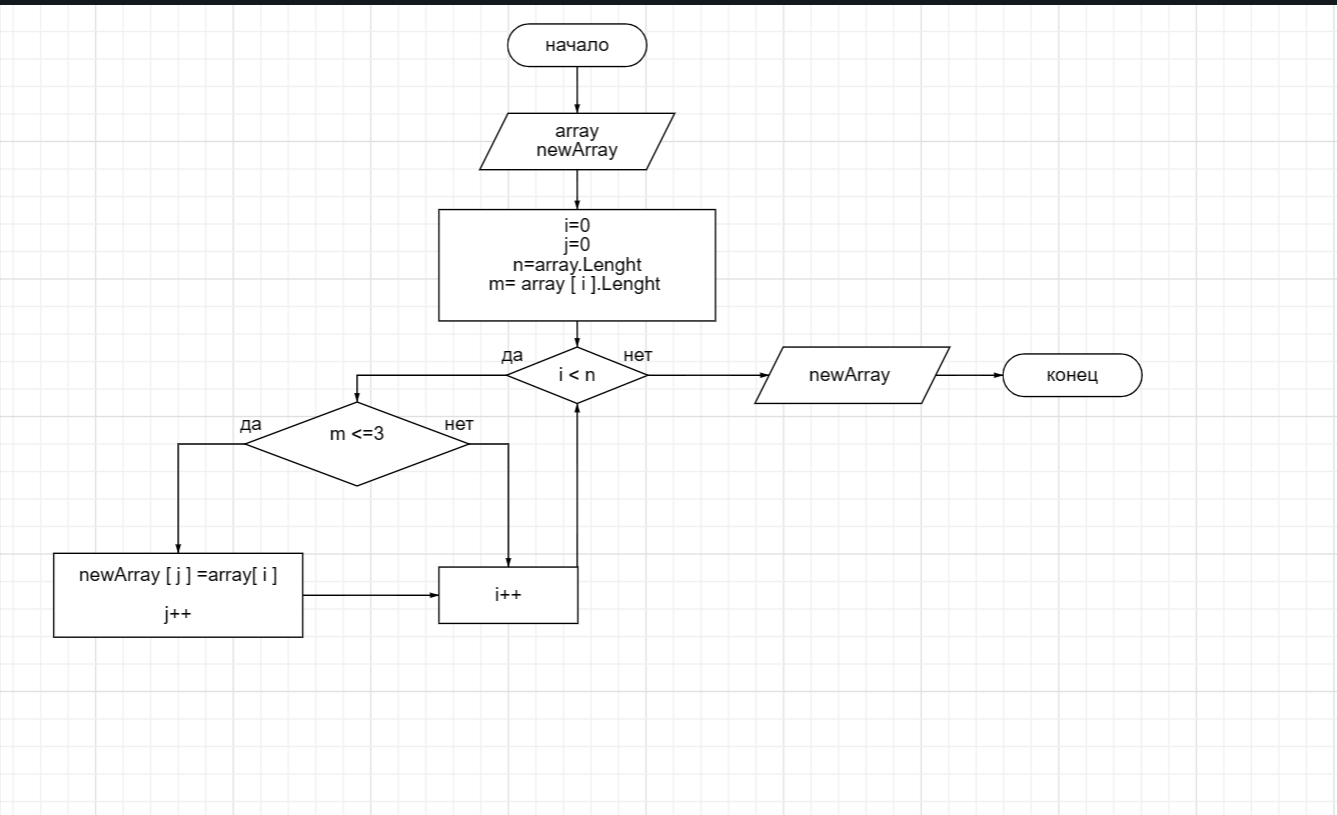 начало
array
newArray
i=0
j=0
n=array.Lenght
m= array [ i ].Lenght
да
нет
i < n
newArray
конец
да
нет
m <=3
newArray [ j ] =array[ i ]
j++
i++